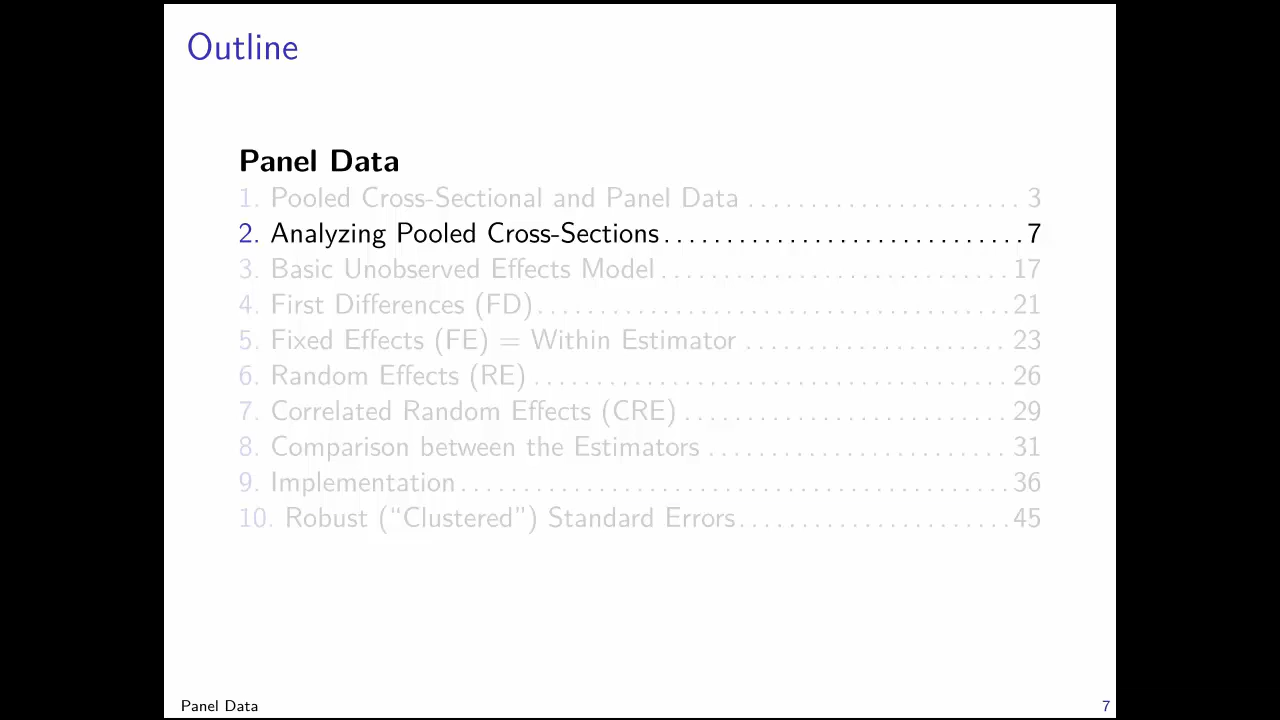 Outline
Panel Data
1. Pooled Cross-Sectional and Panel Data . . . . . . . . . . . . . . . . . . . . . . 3
2. Analyzing Pooled Cross-Sections . . . . . . . . . . . . . . . . . . . . . . . . . . . . . 7
3. Basic Unobserved Effects Model . . . . . . . . . . . . . . . . . . . . . . . . . . . . 17
4. First Differences (FD) . . . . . . . . . . . . . . . . . . . . . . . . . . . . . . . . . . . . . . 21
5. Fixed Effects (FE) = Within Estimator . . . . . . . . . . . . . . . . . . . . . 23
6. Random Effects (RE) . . . . . . . . . . . . . . . . . . . . . . . . . . . . . . . . . . . . . . 26
7. Correlated Random Effects (CRE) . . . . . . . . . . . . . . . . . . . . . . . . . . 29
8. Comparison between the Estimators . . . . . . . . . . . . . . . . . . . . . . . . 31
9. Implementation . . . . . . . . . . . . . . . . . . . . . . . . . . . . . . . . . . . . . . . . . . . . 36
10. Robust (“Clustered”) Standard Errors . . . . . . . . . . . . . . . . . . . . . . 45
Panel Data 7